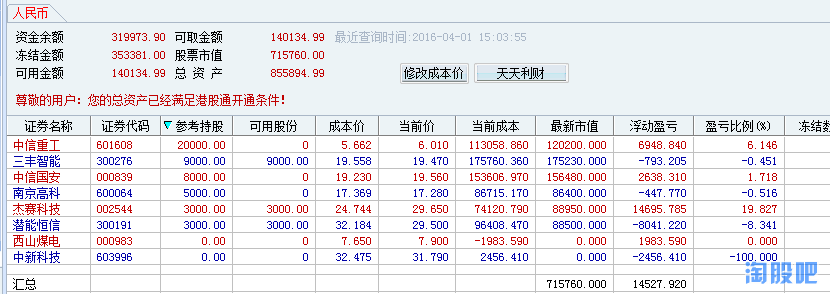 人民币
资金余额 319973.90 可取金额 140134.99 最近查询时间:2016-04-01 15:03:55
冻结金额 353381.00 股票市值 715760.00
可用金额 140134.99 总 资 产 855894.99 修改成本价 天天利财
尊敬的用户：您的总资产已经满足港股通开通条件！
证券名称 证券代码 参考持股 可用股份 成本价 当前价 当前成本 最新市值 浮动盈亏 盈亏比例(%) 冻结数
中信重工 601608 20000.00 0 5.662 6.010 113058.860 120200.000 6948.840 6.146
三丰智能 300276 9000.00 9000.00 19.558 19.470 175760.360 175230.000 -793.205 -0.451
中信国安 000839 8000.00 0 19.230 19.560 153606.970 156480.000 2638.310 1.718
南京高科 600064 5000.00 0 17.369 17.280 86715.170 86400.000 -447.770 -0.516
杰赛科技 002544 3000.00 3000.00 24.744 29.650 74120.790 88950.000 14695.785 19.827
潜能恒信 300191 3000.00 3000.00 32.184 29.500 96408.470 88500.000 -8041.220 -8.341
西山煤电 000983 0.00 0 7.650 7.900 -1983.590 0.000 1983.590 0.000
中新科技 603996 0.00 0 32.475 31.790 2456.410 0.000 -2456.410 -100.000
汇总 715760.000 14527.920
淘股吧